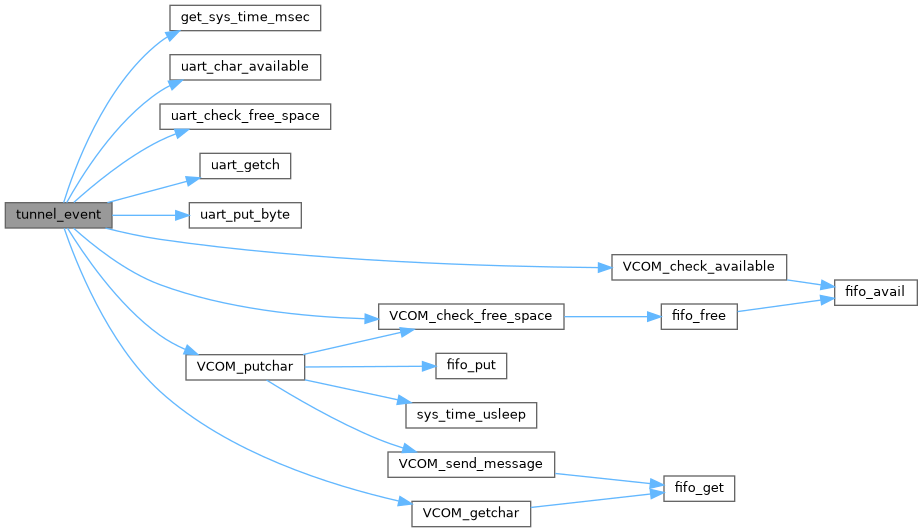 get_sys_time_msec
uart_char_available
uart_check_free_space
uart_getch
tunnel_event
uart_put_byte
VCOM_check_available
fifo_avail
VCOM_check_free_space
fifo_free
VCOM_putchar
fifo_put
sys_time_usleep
VCOM_send_message
fifo_get
VCOM_getchar